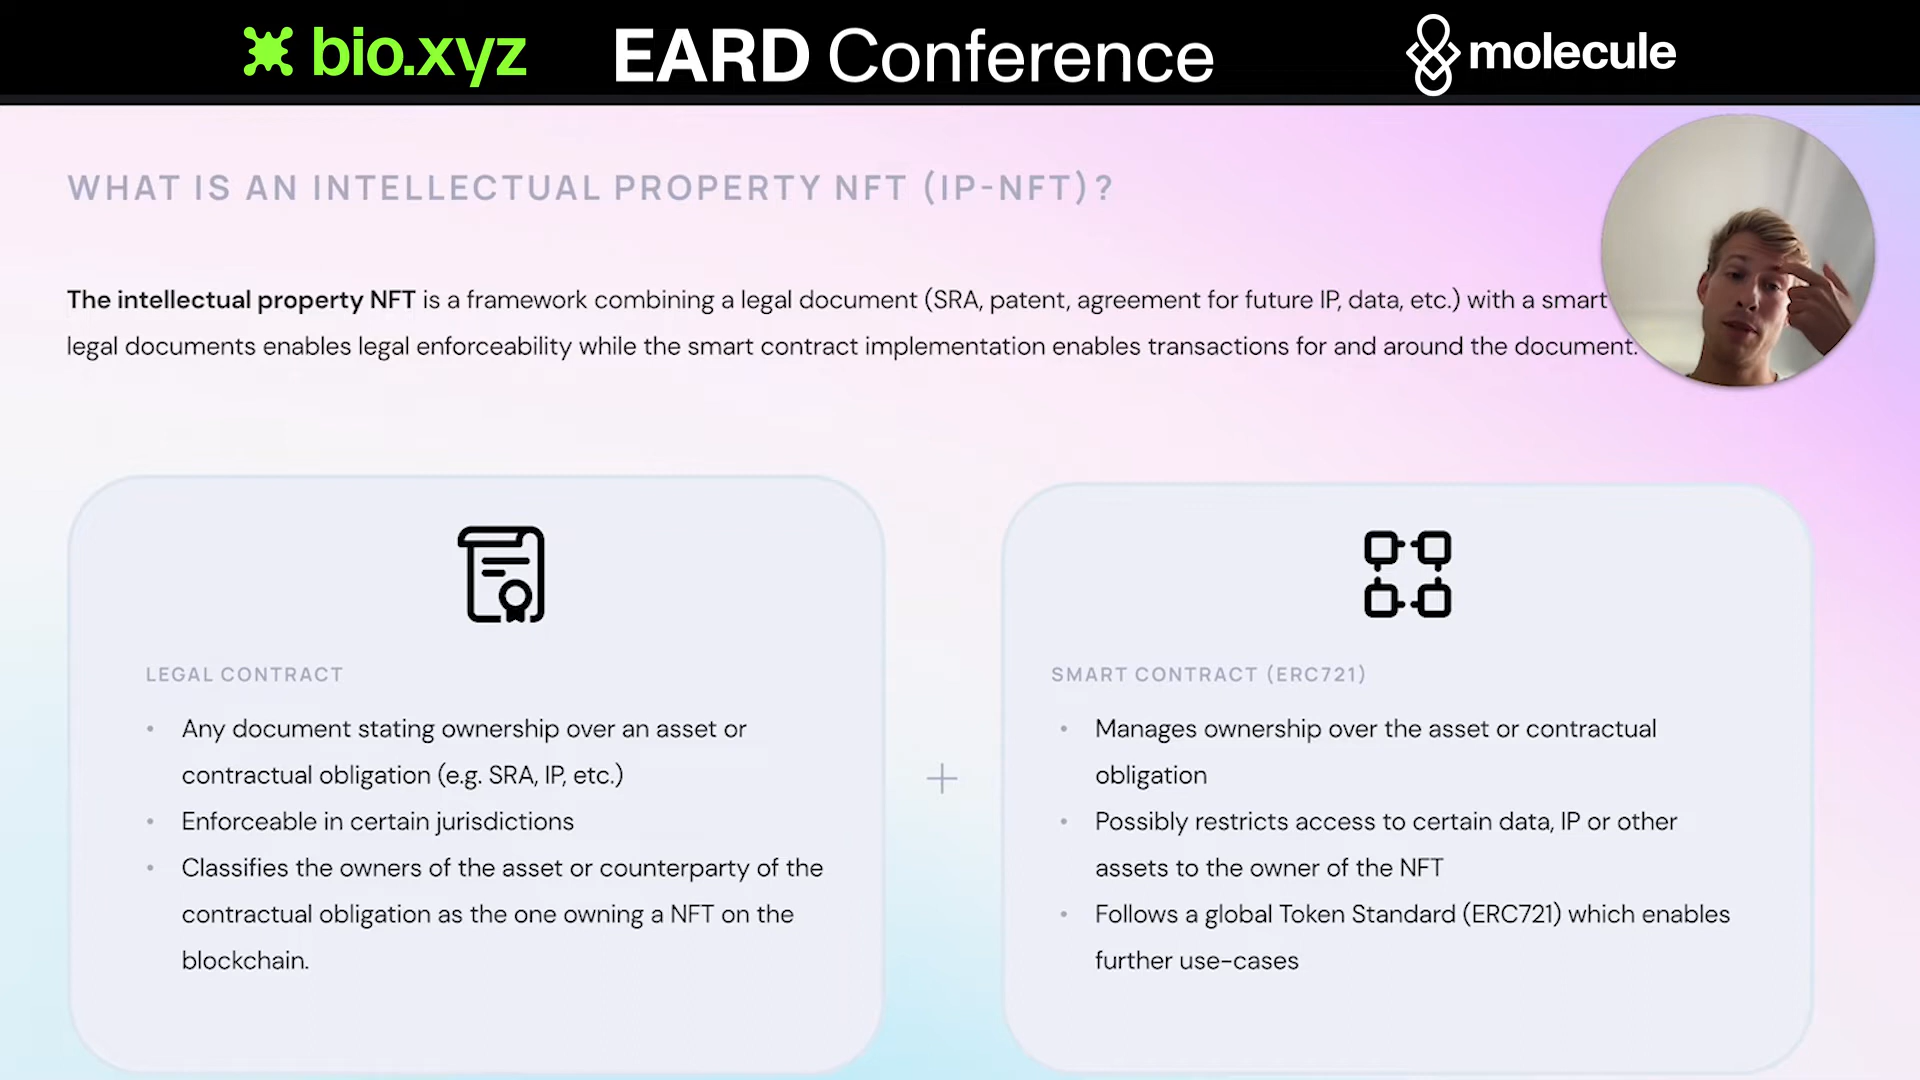 bio.xyz
EARD Conference
molecule
WHAT IS AN INTELLECTUAL PROPERTY NFT (IP-NFT)?
The intellectual property NFT is a framework combining a legal document (SRA, patent, agreement for future IP, data, etc.) with a smart
legal documents enables legal enforceability while the smart contract implementation enables transactions for and around the document.
LEGAL CONTRACT
• Any document stating ownership over an asset or
contractual obligation (e.g. SRA, IP, etc.)
• Enforceable in certain jurisdictions
• Classifies the owners of the asset or counterparty of the
contractual obligation as the one owning a NFT on the
blockchain.
+
SMART CONTRACT (ERC721)
• Manages ownership over the asset or contractual
obligation
• Possibly restricts access to certain data, IP or other
assets to the owner of the NFT
• Follows a global Token Standard (ERC721) which enables
further use-cases